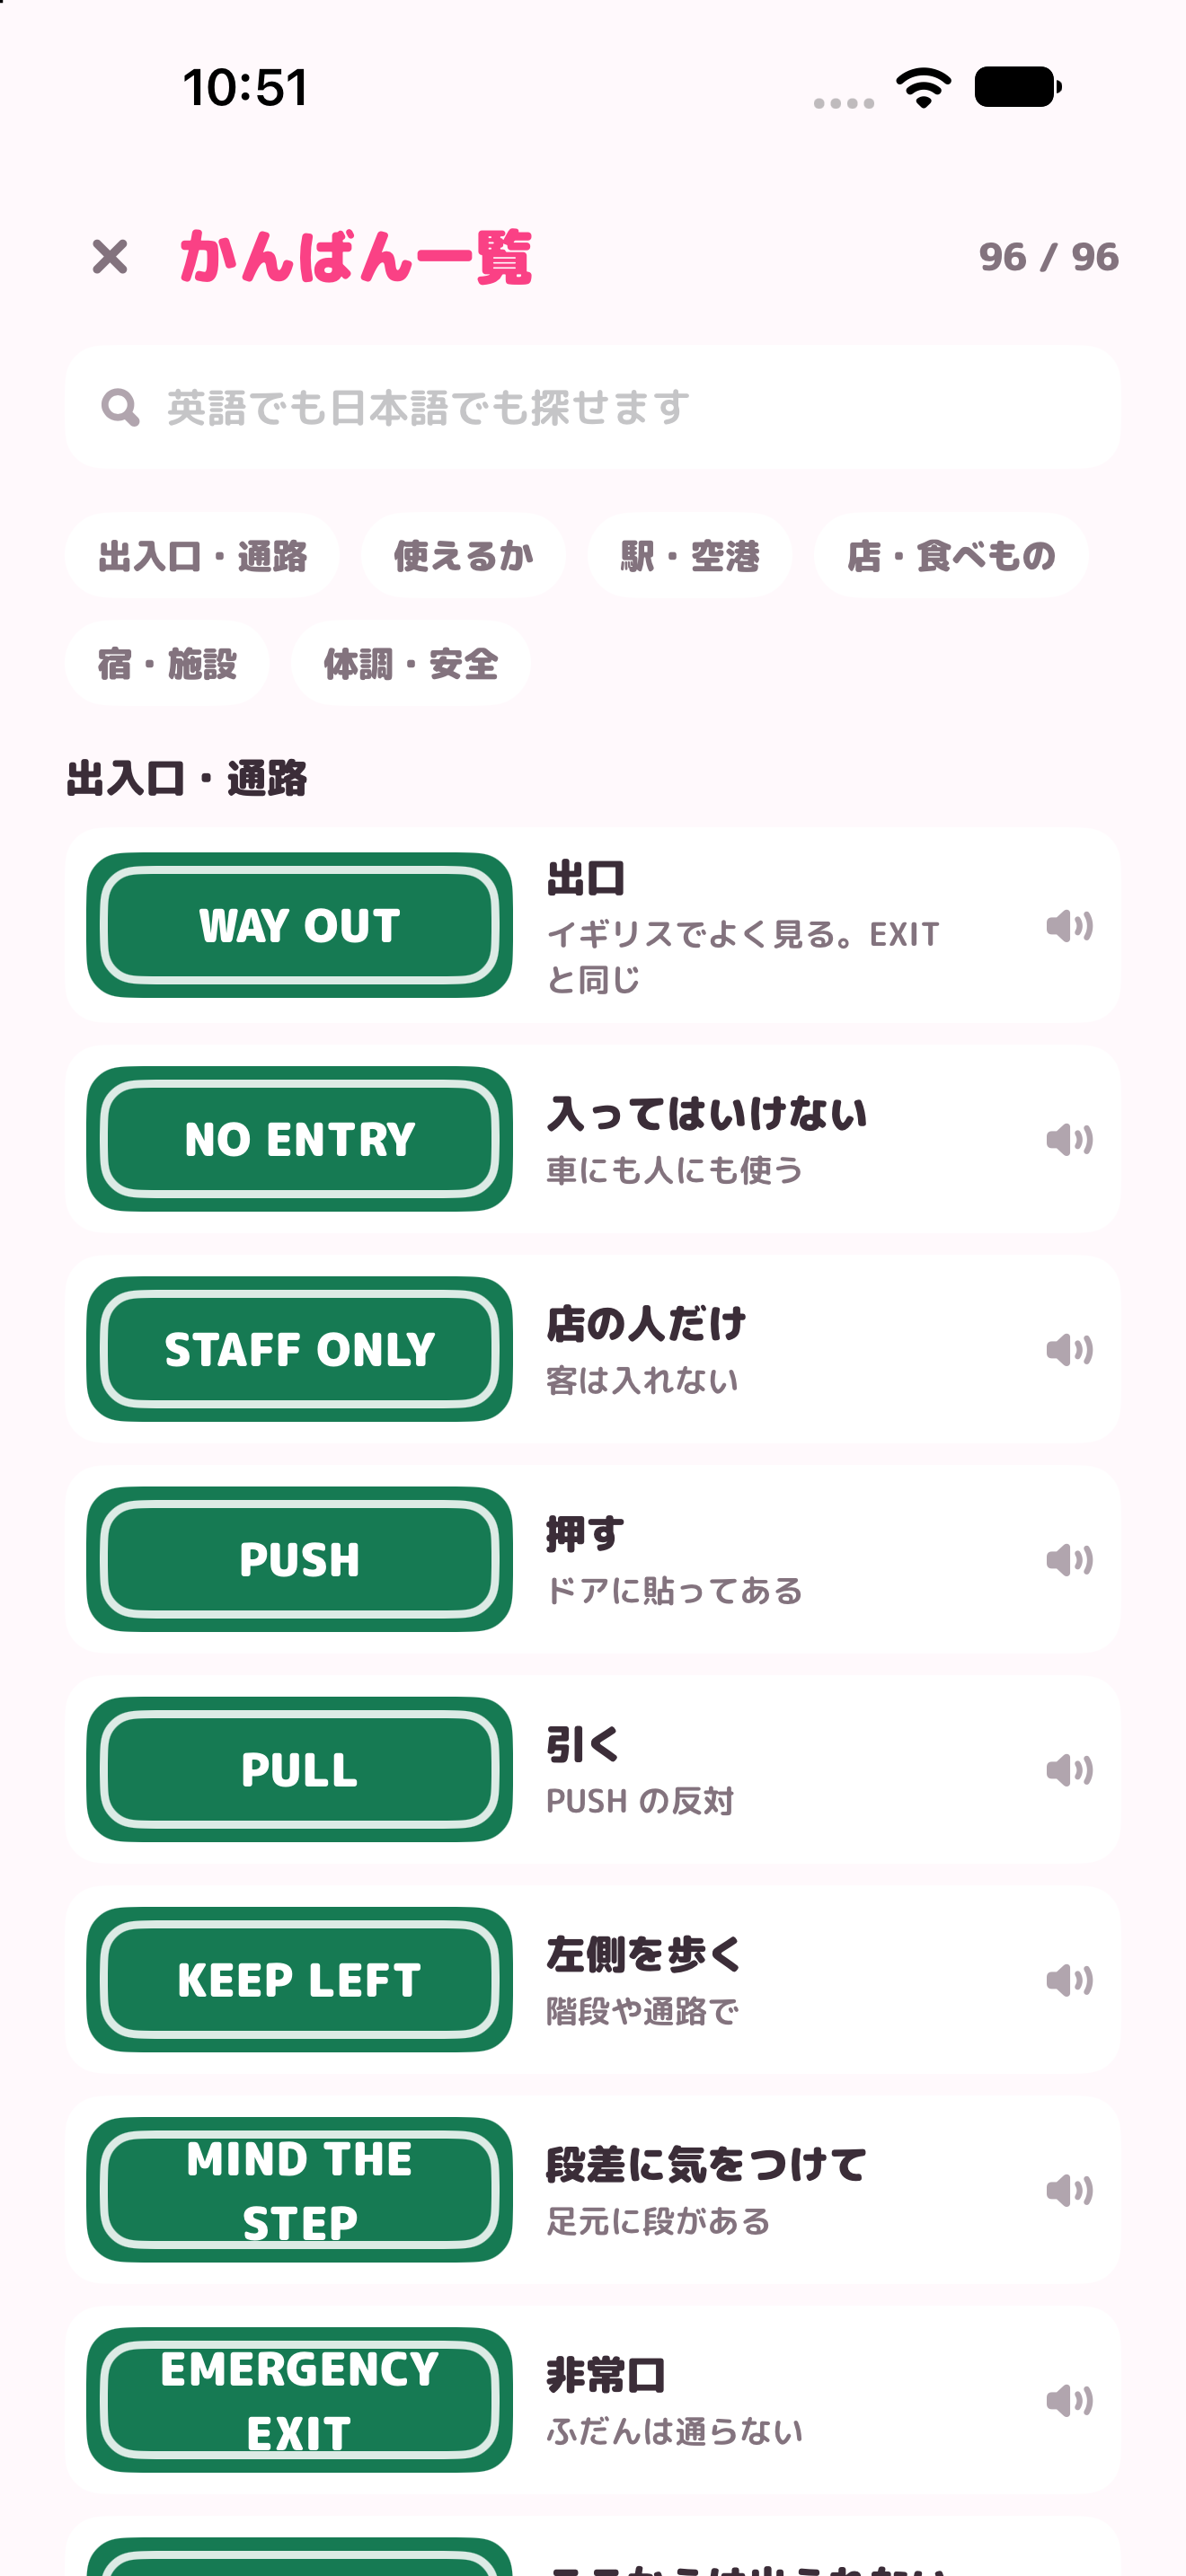 10:51
かんばん一覧
96 / 96
英語でも日本語でも探せます
出入口・通路
使えるか
駅・空港
店・食べもの
宿・施設
体調・安全
出入口・通路
WAY OUT
出口
イギリスでよく見る。EXIT
と同じ
NO ENTRY
入ってはいけない
車にも人にも使う
STAFF ONLY
店の人だけ
客は入れない
PUSH
押す
ドアに貼ってある
PULL
引く
PUSH の反対
KEEP LEFT
左側を歩く
階段や通路で
MIND THE
STEP
段差に気をつけて
足元に段がある
EMERGENCY
EXIT
非常口
ふだんは通らない